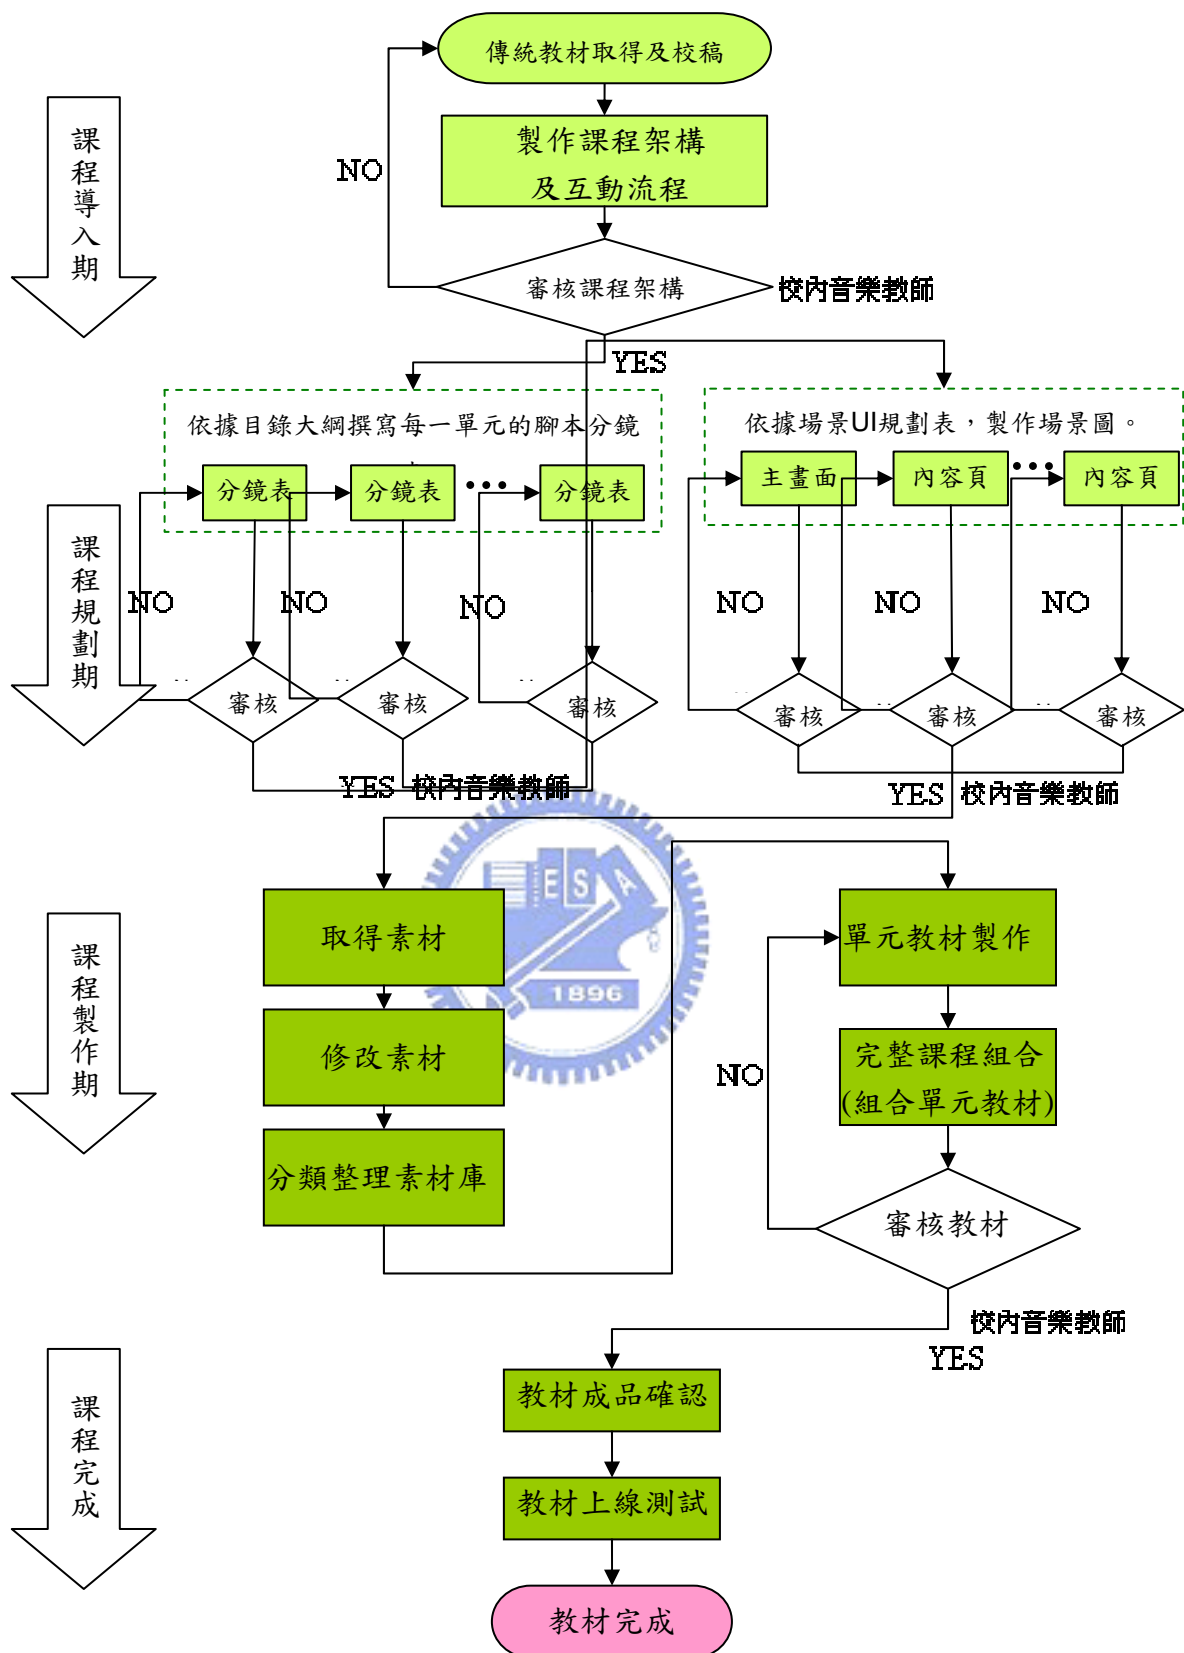 傳統教材取得及校稿
課程導入期
製作課程架構
及互動流程
NO
審核課程架構
校內音樂教師
YES
依據目錄大綱撰寫每一單元的腳本分鏡
依據場景UI規劃表，製作場景圖。
分鏡表
分鏡表
•••
分鏡表
主畫面
內容頁
•••
內容頁
課程規劃期
NO
NO
NO
NO
NO
NO
審核
審核
審核
審核
審核
審核
YES 校內音樂教師
YES 校內音樂教師
ESA
1896
課程製作期
取得素材
修改素材
分類整理素材庫
單元教材製作
完整課程組合
(組合單元教材)
NO
審核教材
校內音樂教師
YES
課程完成
教材成品確認
教材上線測試
教材完成